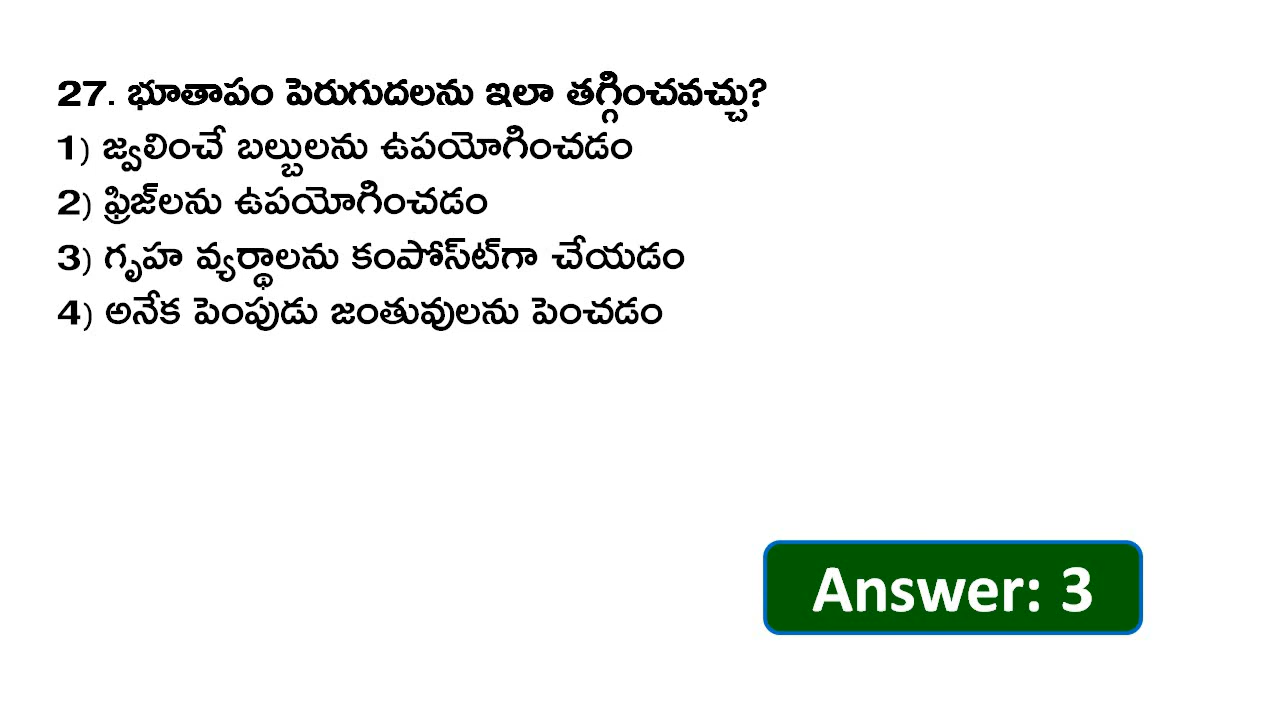 27. భూతాపం పెరుగుదలను ఇలా తగ్గించవచ్చు?
1) జ్వలించే బల్బులను ఉపయోగించడం
2) ఫ్రిజ్‌లను ఉపయోగించడం
3) గృహ వ్యర్థాలను కంపోస్ట్‌గా చేయడం
4) అనేక పెంపుడు జంతువులను పెంచడం
Answer: 3